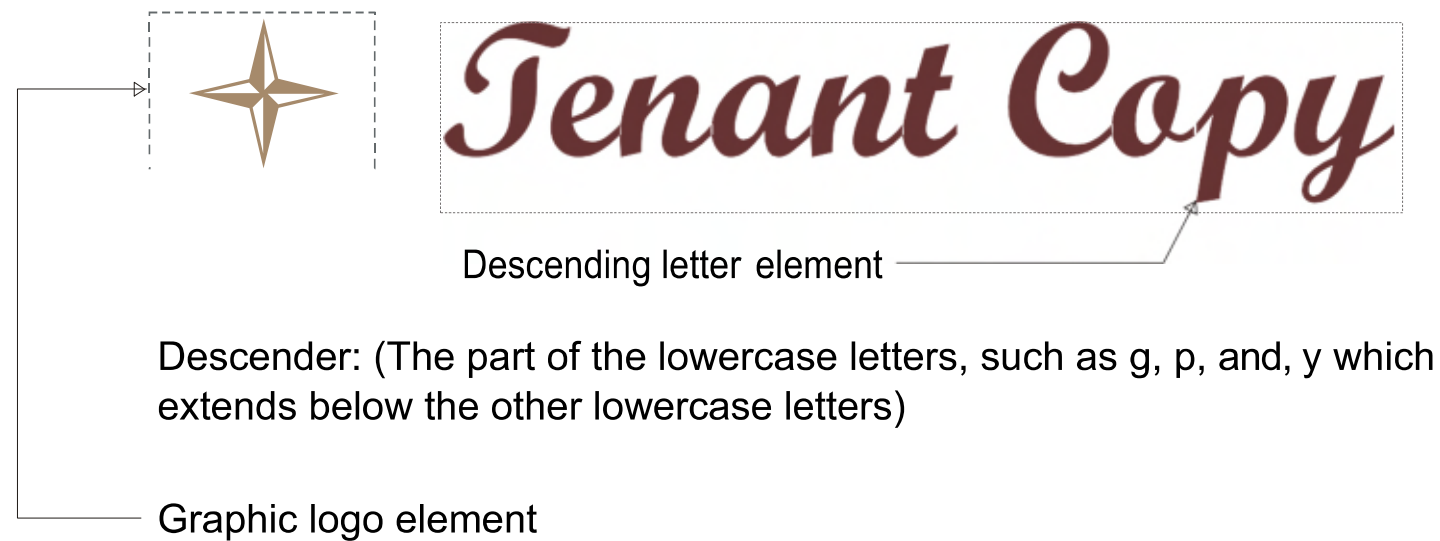 Tenant Copy
Descending letter element
Descender: (The part of the lowercase letters, such as g, p, and, y which
extends below the other lowercase letters)
Graphic logo element